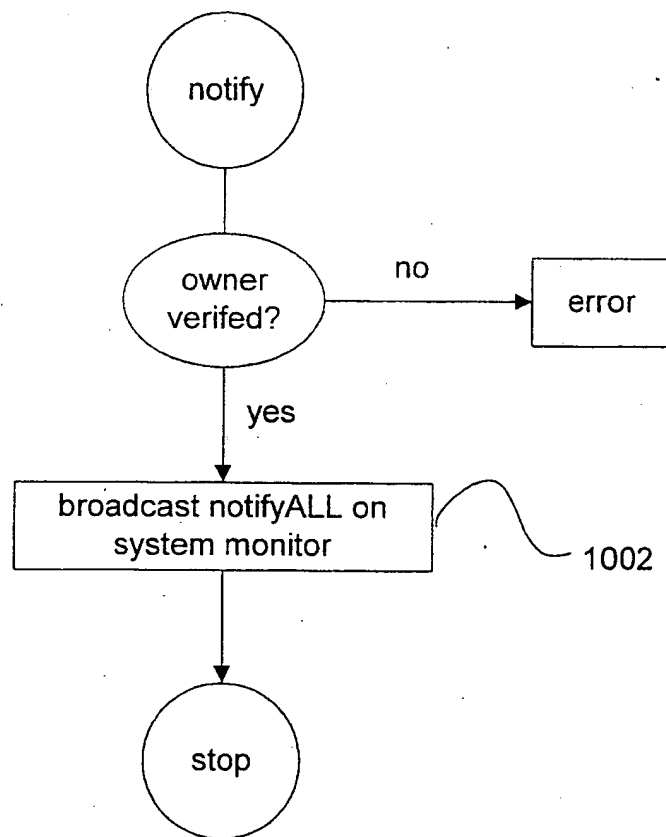 notify
owner
verifed?
no
error
yes
broadcast notifyALL on
system monitor
1002
stop